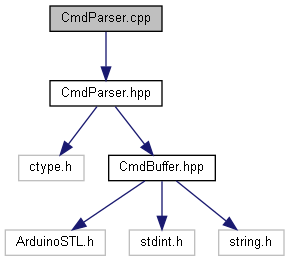 CmdParser.cpp
CmdParser.hpp
ctype.h
CmdBuffer.hpp
ArduinoSTL.h
stdint.h
string.h